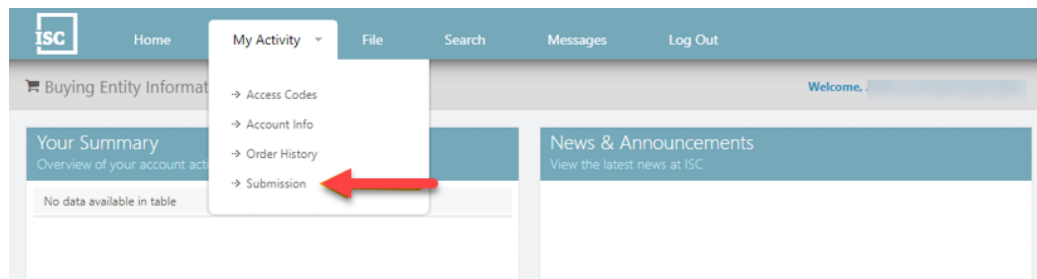 ISC
Home
My Activity
File
Search
Messages
Log Out
Buying Entity Informat
Welcome,
Access Codes
Account Info
Order History
Submission
Your Summary
Overview of your account acti
No data available in table
News & Announcements
View the latest news at ISC